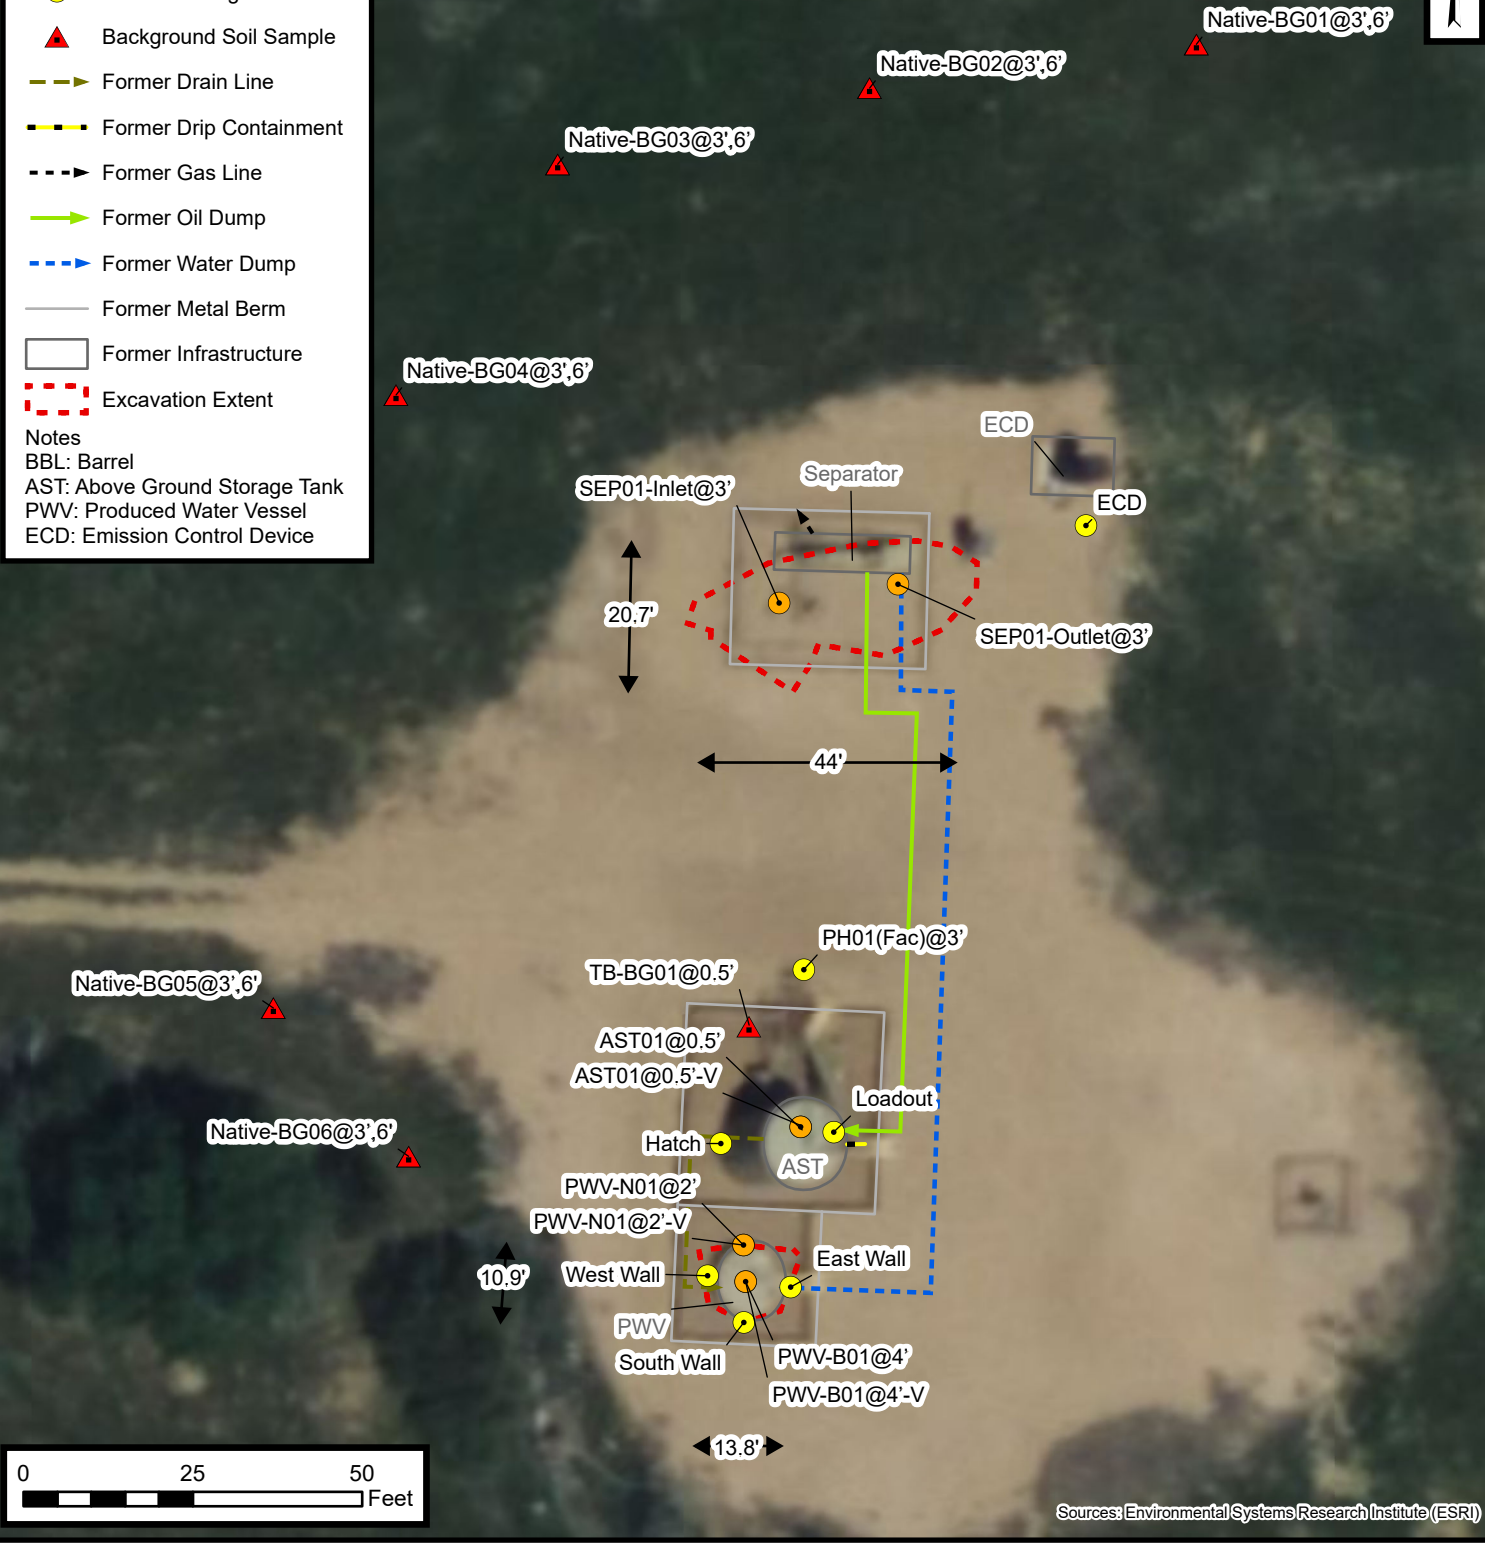 Background Soil Sample
Former Drain Line
Former Drip Containment
Former Gas Line
Former Oil Dump
Former Water Dump
Former Metal Berm
Former Infrastructure
Excavation Extent
Notes
BBL: Barrel
AST: Above Ground Storage Tank
PWV: Produced Water Vessel
ECD: Emission Control Device
Native-BG01@3',6'
Native-BG02@3',6'
Native-BG03@3',6'
Native-BG04@3',6'
ECD
Separator
SEP01-Inlet@3'
ECD
20.7'
SEP01-Outlet@3'
44'
PH01(Fac)@3'
TB-BG01@0.5'
Native-BG05@3',6'
AST01@0.5'
AST01@0.5'-V
Loadout
Native-BG06@3',6'
Hatch
AST
PWV-N01@2'
PWV-N01@2'-V
East Wall
West Wall
10.9'
PWV
South Wall
PWV-B01@4'
PWV-B01@4'-V
13.8'
0 25 50
Feet
Sources: Environmental Systems Research Institute (ESRI)